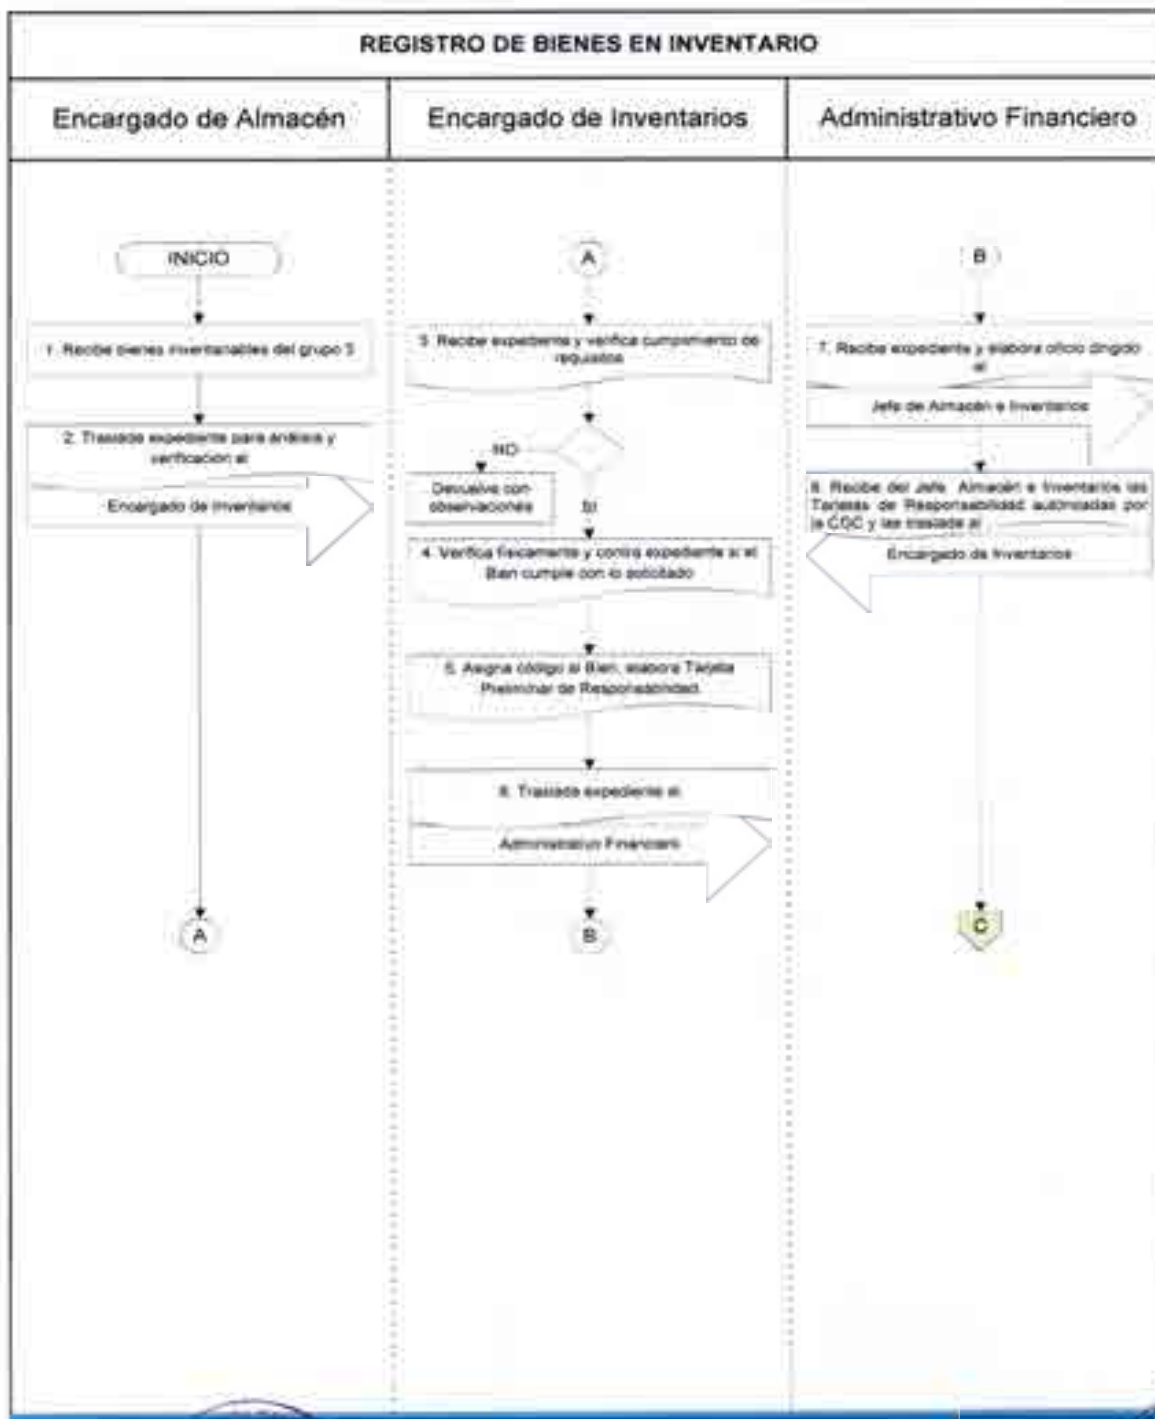 REGISTRO DE BIENES EN INVENTARIO
Encargado de Almacén
Encargado de Inventarios
Administrativo Financiero
INICIO
1. Recibe bienes inventariables del grupo 3
2. Traslada expediente para análisis y
verificación al
Encargado de Inventarios
A
A
3. Recibe expediente y verifica cumplimiento de
requisitos
NO
Devuelve con
observaciones
SI
4. Verifica físicamente y contra expediente si el
Bien cumple con lo solicitado
5. Asigna código al Bien, elabora Tarjeta
Preliminar de Responsabilidad.
6. Traslada expediente al
Administrativo Financiero
B
B
7. Recibe expediente y elabora oficio dirigido
al
Jefe de Almacén e Inventarios
8. Recibe del Jefe Almacén e Inventarios las
Tarjetas de Responsabilidad autorizadas por
la CGC y las traslada al
Encargado de Inventarios
C